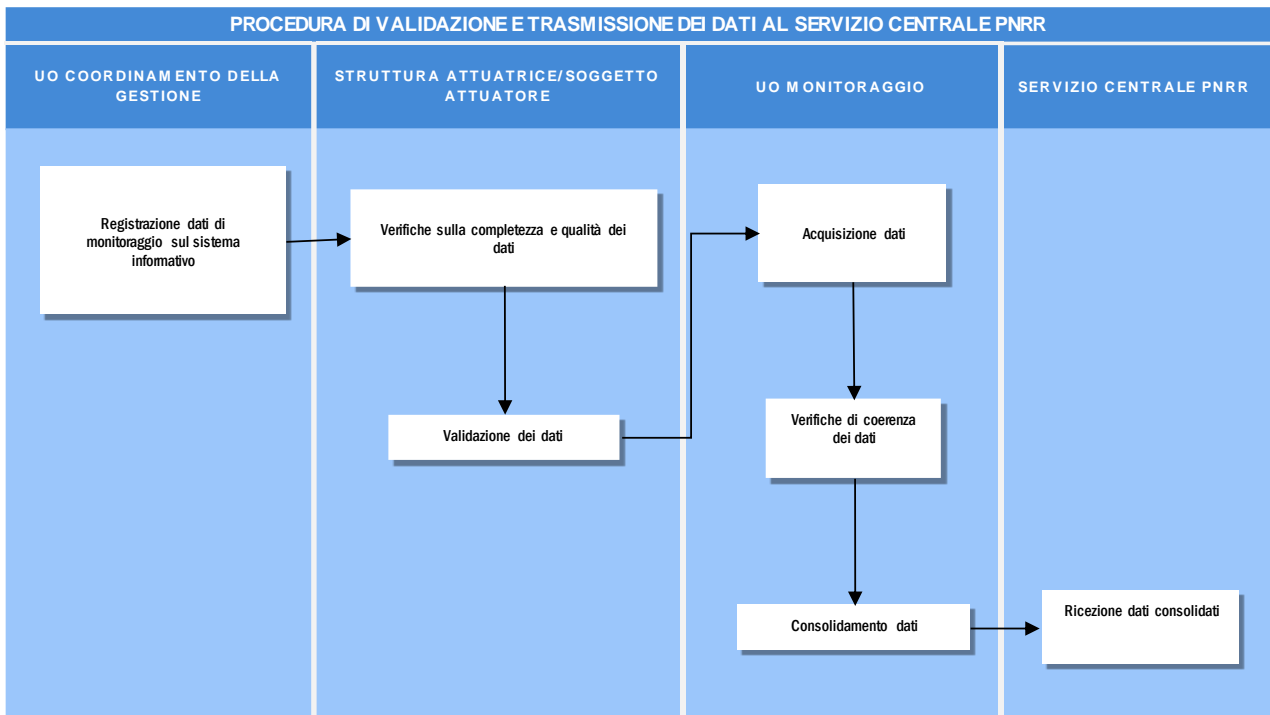 PROCEDURA DI VALIDAZIONE E TRASMISSIONE DEI DATI AL SERVIZIO CENTRALE PNRR
UO COORDINAMENTO DELLA
GESTIONE
STRUTTURA ATTUATRICE/SOGGETTO
ATTUATORE
UO MONITORAGGIO
SERVIZIO CENTRALE PNRR
Registrazione dati di
monitoraggio sul sistema
informativo
Verifiche sulla completezza e qualità dei
dati
Acquisizione dati
Validazione dei dati
Verifiche di coerenza
dei dati
Consolidamento dati
Ricezione dati consolidati